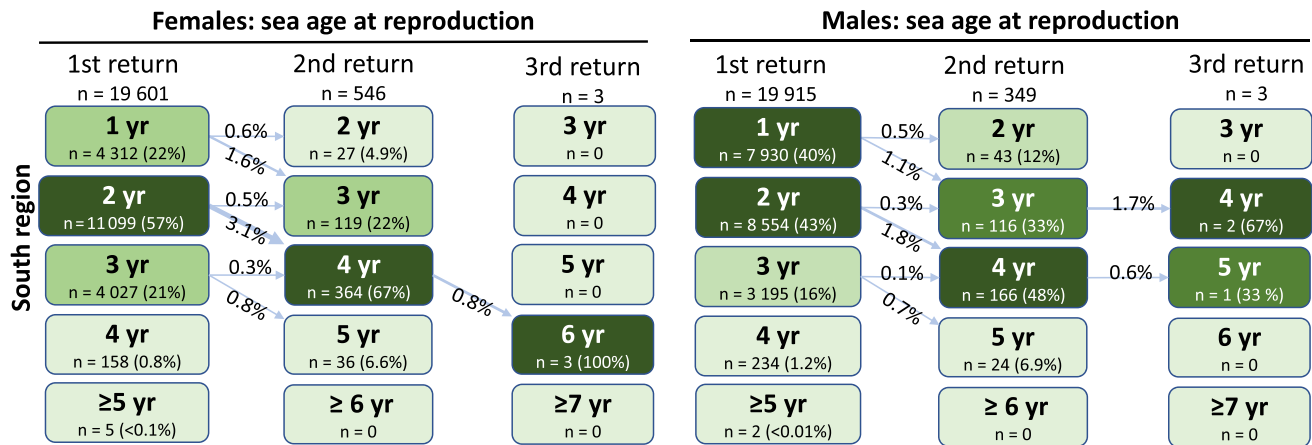 Females: sea age at reproduction
Males: sea age at reproduction
South region
1st return
n = 19 601
2nd return
n = 546
3rd return
n = 3
1 yr
n = 4 312 (22%)
2 yr
n = 11 099 (57%)
3 yr
n = 4 027 (21%)
4 yr
n = 158 (0.8%)
≥5 yr
n = 5 (<0.1%)
0.6%
1.6%
0.5%
3.1%
0.3%
0.8%
2 yr
n = 27 (4.9%)
3 yr
n = 119 (22%)
4 yr
n = 364 (67%)
5 yr
n = 36 (6.6%)
≥ 6 yr
n = 0
0.8%
3 yr
n = 0
4 yr
n = 0
5 yr
n = 0
6 yr
n = 3 (100%)
≥7 yr
n = 0
1st return
n = 19 915
2nd return
n = 349
3rd return
n = 3
1 yr
n = 7 930 (40%)
2 yr
n = 8 554 (43%)
3 yr
n = 3 195 (16%)
4 yr
n = 234 (1.2%)
≥5 yr
n = 2 (<0.01%)
0.5%
1.1%
0.3%
1.8%
0.1%
0.7%
2 yr
n = 43 (12%)
3 yr
n = 116 (33%)
4 yr
n = 166 (48%)
5 yr
n = 24 (6.9%)
≥ 6 yr
n = 0
1.7%
0.6%
3 yr
n = 0
4 yr
n = 2 (67%)
5 yr
n = 1 (33 %)
6 yr
n = 0
≥7 yr
n = 0